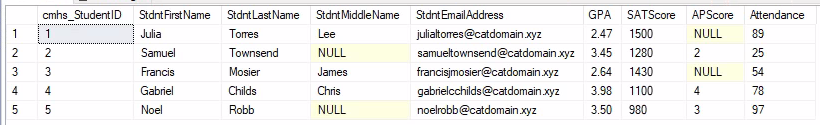 cmhs_StudentID StdntFirstName StdntLastName StdntMiddleName StdntEmailAddress GPA SATScore APScore Attendance
1 1 Julia Torres Lee julialtorres@catdomain.xyz 2.47 1500 NULL 89
2 2 Samuel Townsend NULL samueltownsend@catdomain.xyz 3.45 1280 2 25
3 3 Francis Mosier James francisjmosier@catdomain.xyz 2.64 1430 NULL 54
4 4 Gabriel Childs Chris gabrielcchilds@catdomain.xyz 3.98 1100 4 78
5 5 Noel Robb NULL noelrobb@catdomain.xyz 3.50 980 3 97